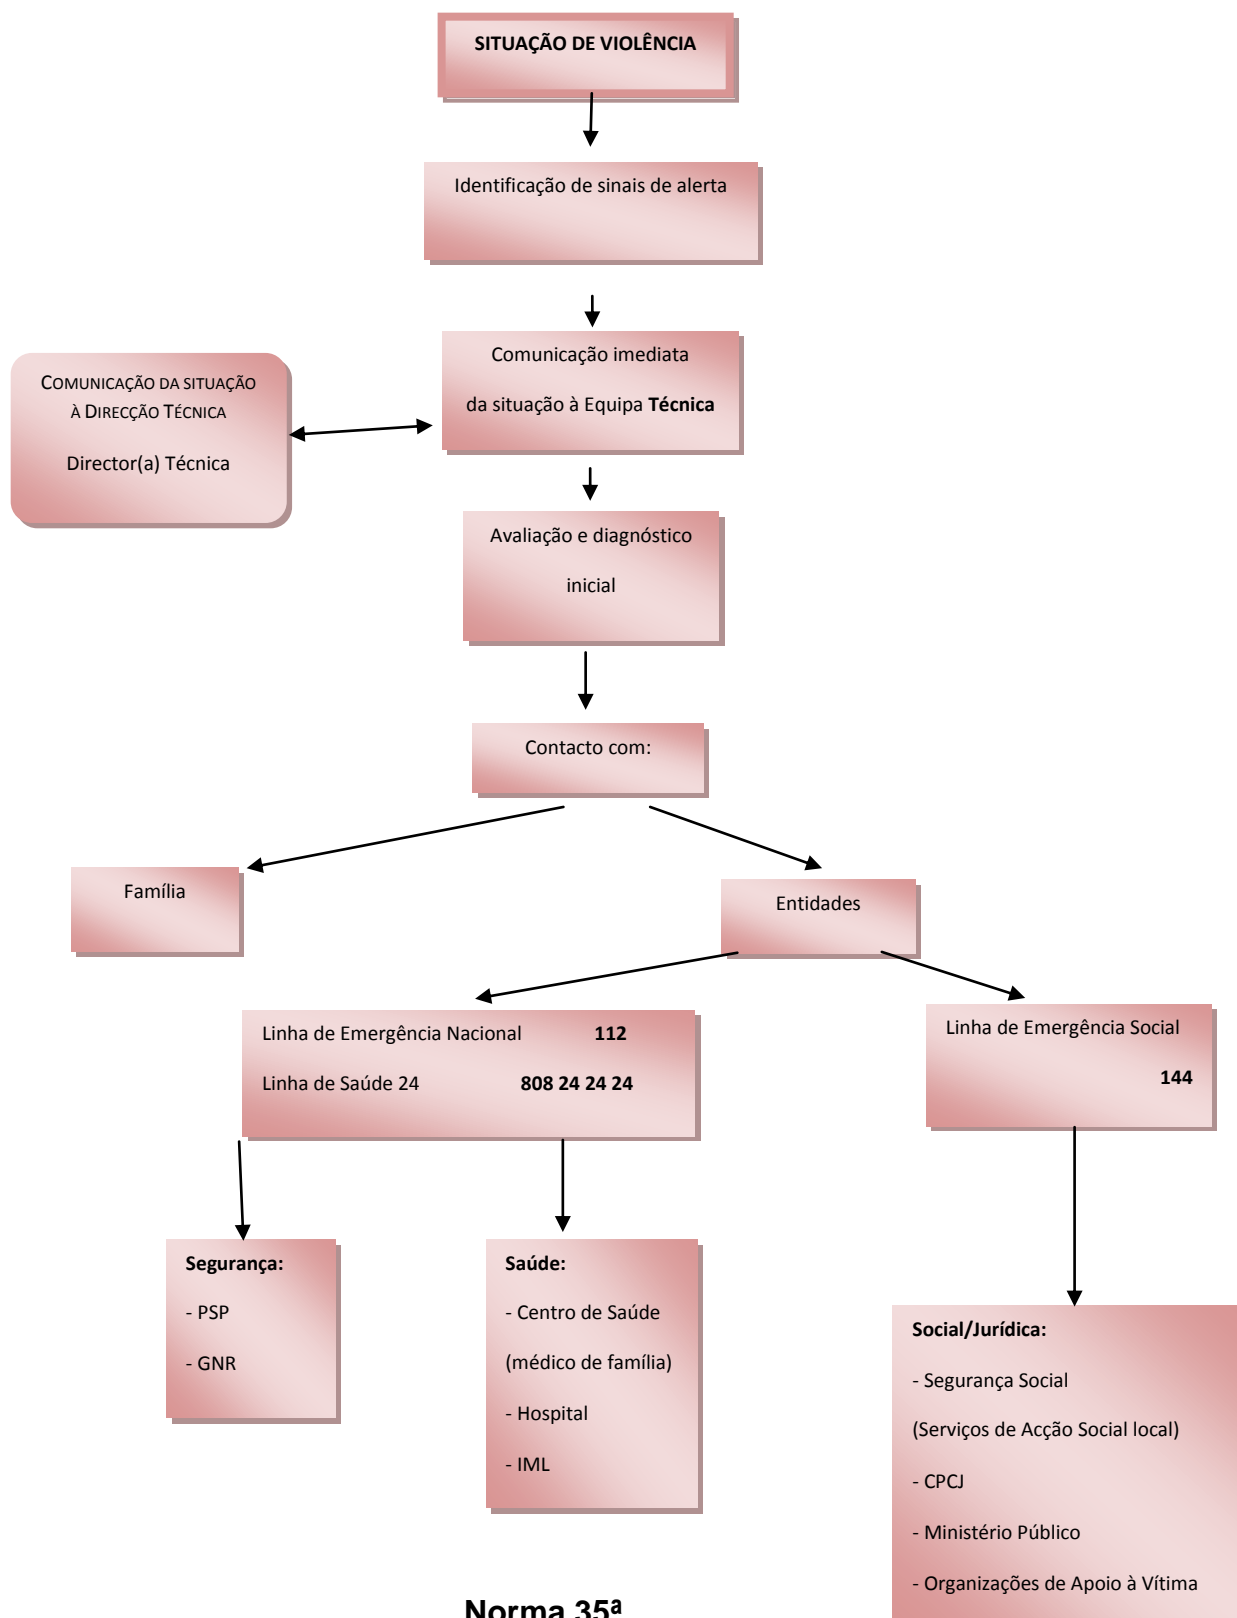 SITUAÇÃO DE VIOLÊNCIA
Identificação de sinais de alerta
Comunicação imediata
da situação à Equipa Técnica
COMUNICAÇÃO DA SITUAÇÃO
À DIRECÇÃO TÉCNICA
Director(a) Técnica
Avaliação e diagnóstico
inicial
Contacto com:
Família
Entidades
Linha de Emergência Nacional 112
Linha de Saúde 24 808 24 24 24
Linha de Emergência Social
144
Segurança:
- PSP
- GNR
Saúde:
- Centro de Saúde
(médico de família)
- Hospital
- IML
Social/Jurídica:
- Segurança Social
(Serviços de Acção Social local)
- CPCJ
- Ministério Público
- Organizações de Apoio à Vítima
Norma 35ª